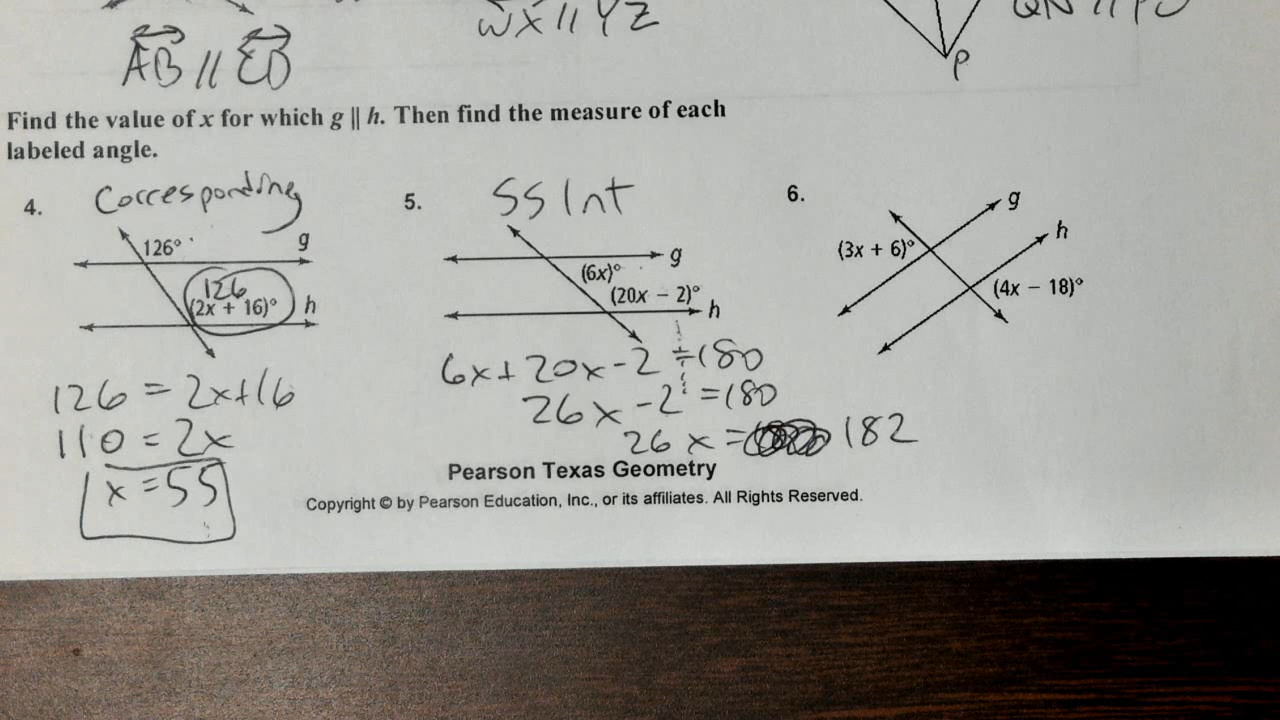 AB // ED
WX // YZ
P
Find the value of x for which g || h. Then find the measure of each
labeled angle.
4. Corresponding
126°
g
126
(2x + 16)°
h
126 = 2x+16
110 = 2x
x = 55
5. SS Int
g
(6x)°
(20x − 2)°
h
6x+20x-2 = 180
26x -2 = 180
26x = 182
6.
g
h
(3x + 6)°
(4x − 18)°
Pearson Texas Geometry
Copyright © by Pearson Education, Inc., or its affiliates. All Rights Reserved.